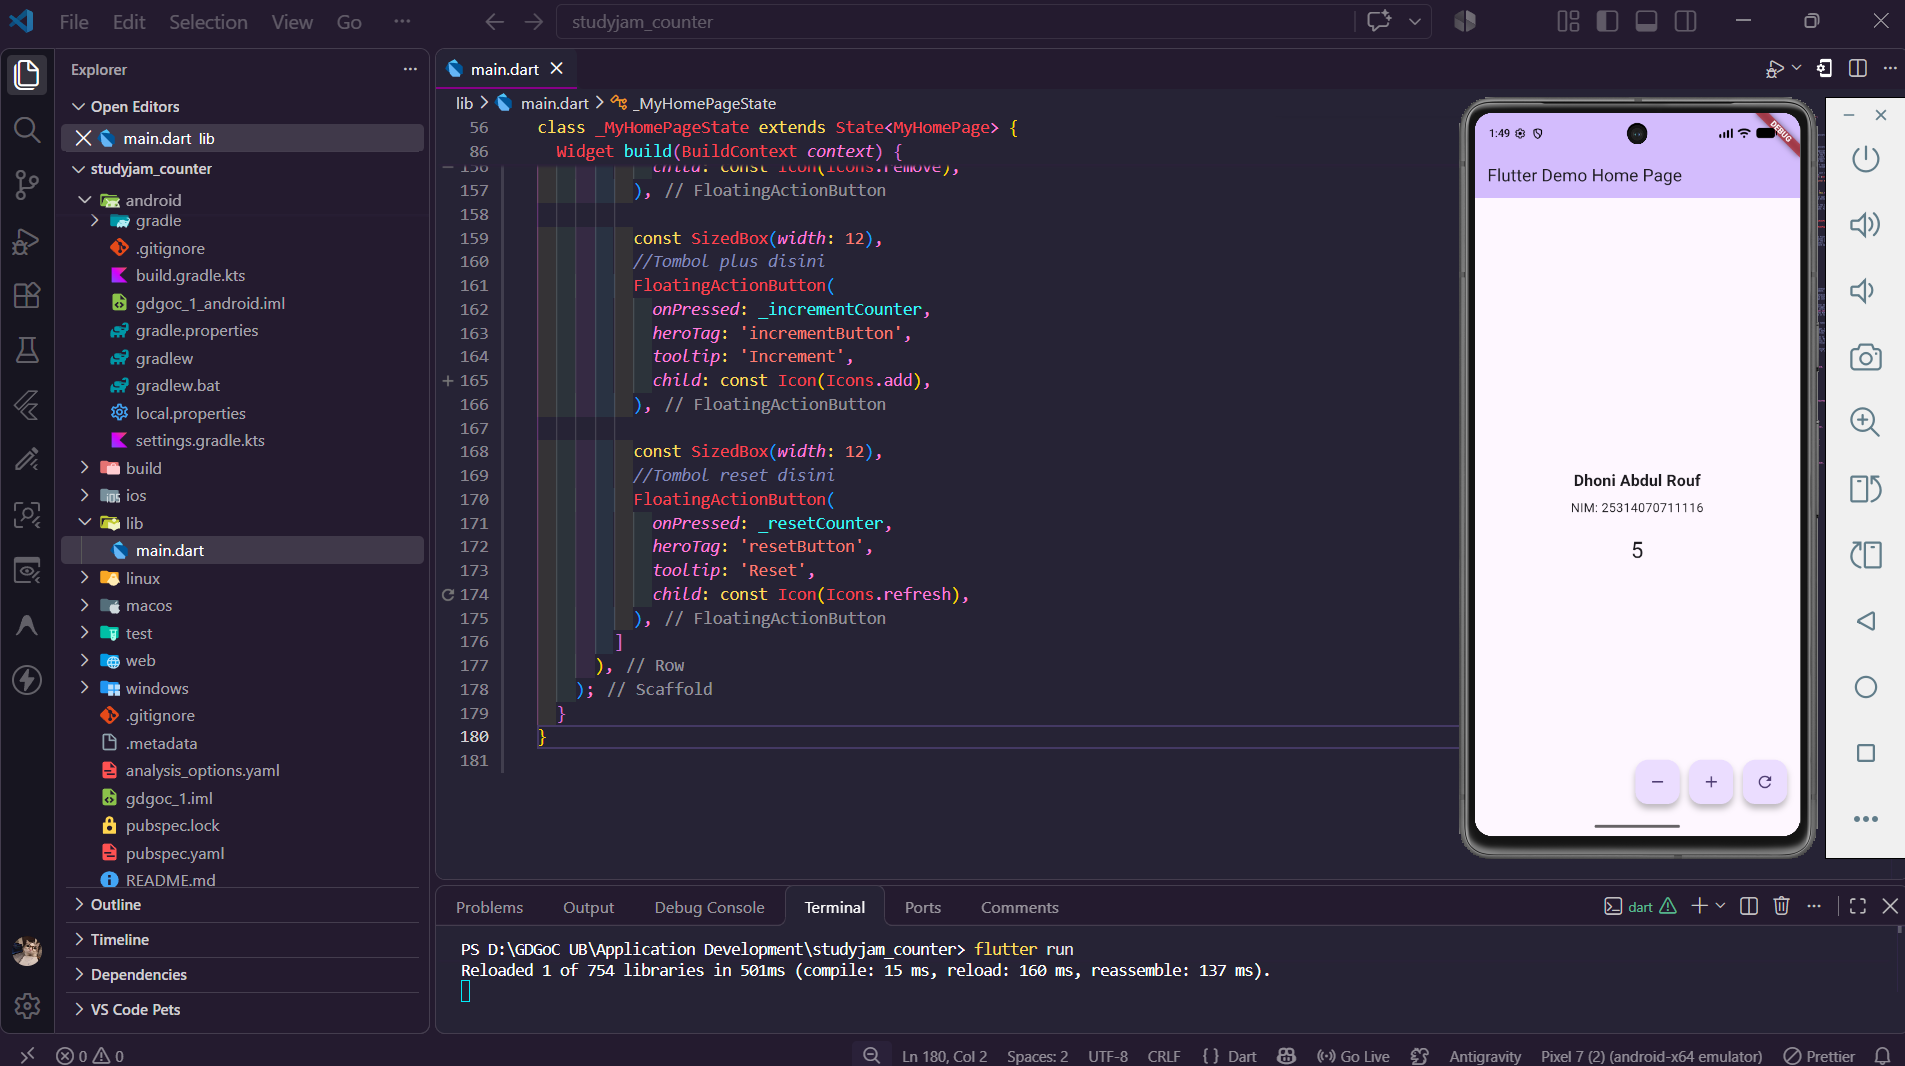 File Edit Selection View Go ···
studyjam_counter
Explorer
Open Editors
main.dart lib
studyjam_counter
android
gradle
.gitignore
build.gradle.kts
gdgoc_1_android.iml
gradle.properties
gradlew
gradlew.bat
local.properties
settings.gradle.kts
build
ios
lib
main.dart
linux
macos
test
web
windows
.gitignore
.metadata
analysis_options.yaml
gdgoc_1.iml
pubspec.lock
pubspec.yaml
README.md
Outline
Timeline
Dependencies
VS Code Pets
main.dart
lib > main.dart > _MyHomePageState
56 class _MyHomePageState extends State<MyHomePage> {
86 Widget build(BuildContext context) {
156 child: const Icon(Icons.remove),
157 ), // FloatingActionButton
158
159 const SizedBox(width: 12),
160 //Tombol plus disini
161 FloatingActionButton(
162 onPressed: _incrementCounter,
163 heroTag: 'incrementButton',
164 tooltip: 'Increment',
165 child: const Icon(Icons.add),
166 ), // FloatingActionButton
167
168 const SizedBox(width: 12),
169 //Tombol reset disini
170 FloatingActionButton(
171 onPressed: _resetCounter,
172 heroTag: 'resetButton',
173 tooltip: 'Reset',
174 child: const Icon(Icons.refresh),
175 ), // FloatingActionButton
176 ]
177 ), // Row
178 ); // Scaffold
179 }
180 }
181
1:49
DEBUG
Flutter Demo Home Page
Dhoni Abdul Rouf
NIM: 25314070711116
5
Problems Output Debug Console Terminal Ports Comments
dart
PS D:\GDGoC UB\Application Development\studyjam_counter> flutter run
Reloaded 1 of 754 libraries in 501ms (compile: 15 ms, reload: 160 ms, reassemble: 137 ms).
0 0
Ln 180, Col 2 Spaces: 2 UTF-8 CRLF { } Dart Go Live Antigravity Pixel 7 (2) (android-x64 emulator) Prettier